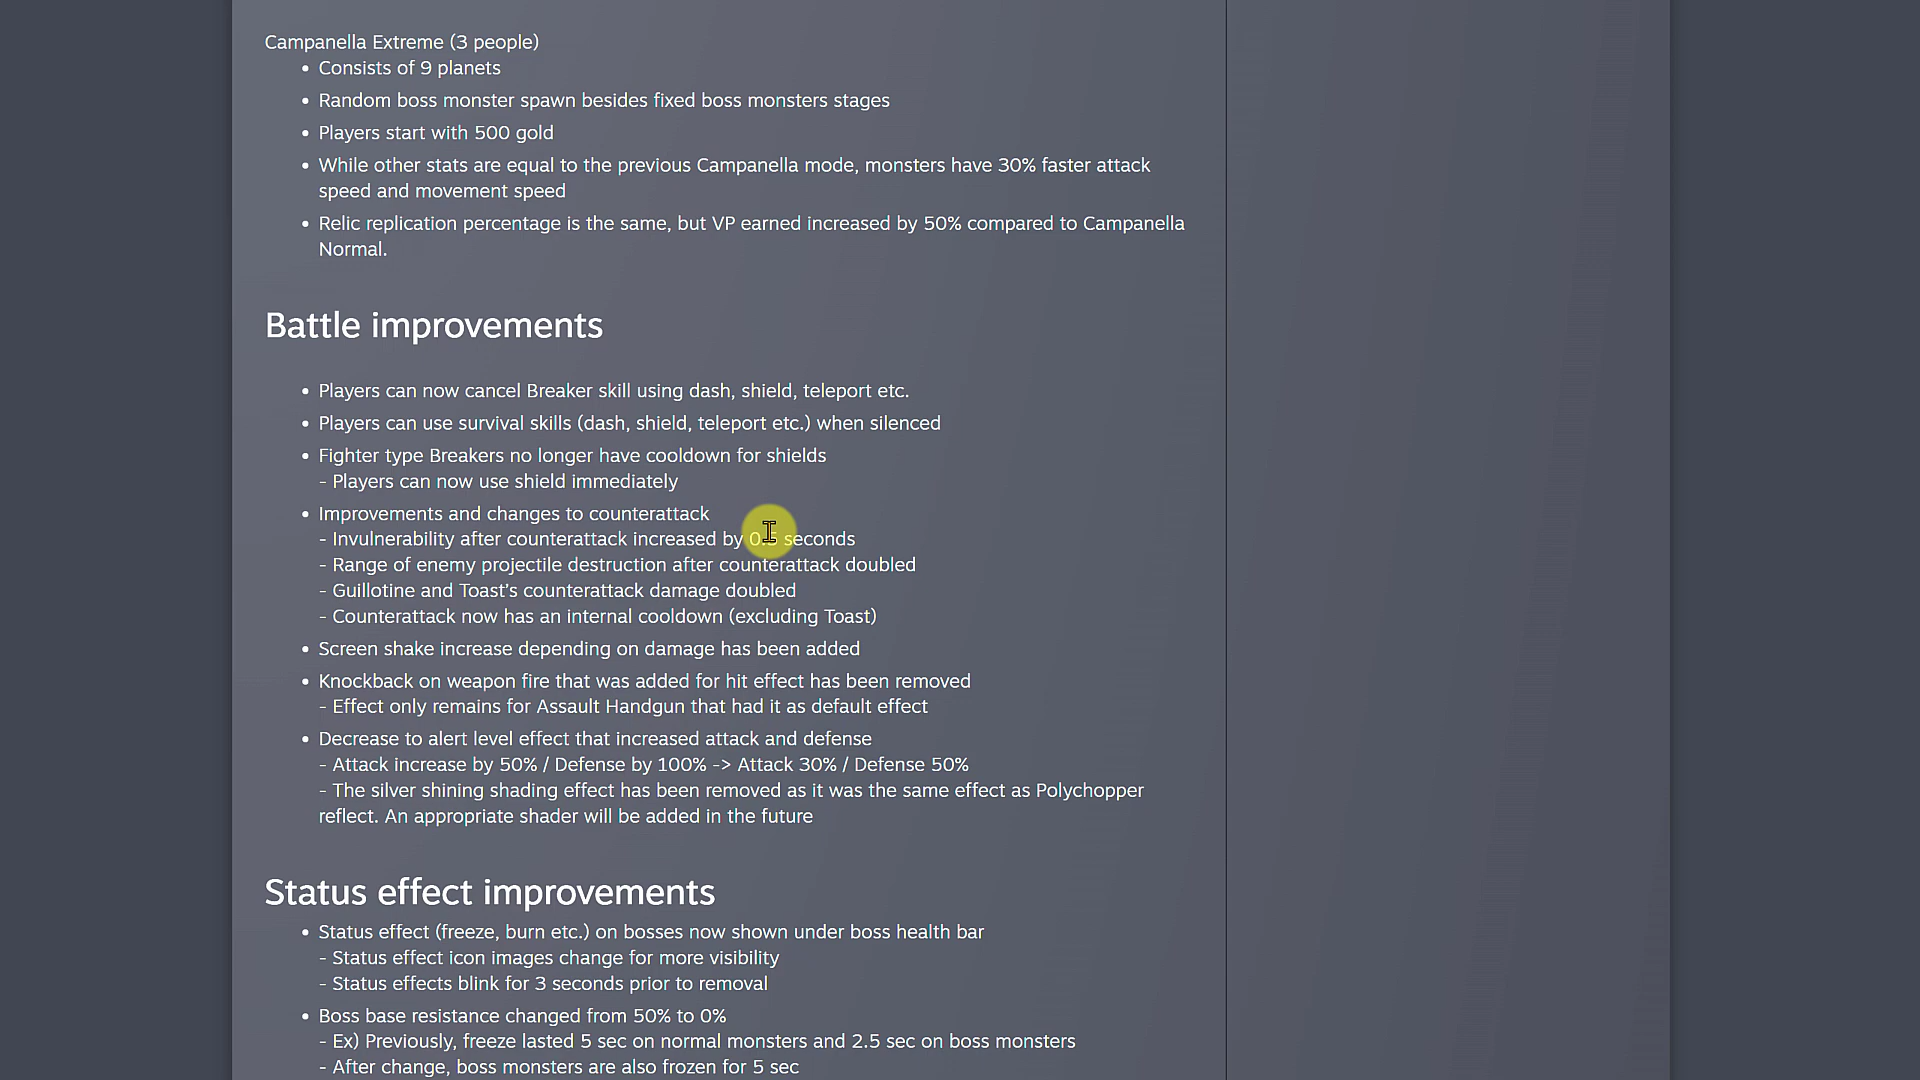 Campanella Extreme (3 people)
• Consists of 9 planets
• Random boss monster spawn besides fixed boss monsters stages
• Players start with 500 gold
• While other stats are equal to the previous Campanella mode, monsters have 30% faster attack
speed and movement speed
• Relic replication percentage is the same, but VP earned increased by 50% compared to Campanella
Normal.
Battle improvements
• Players can now cancel Breaker skill using dash, shield, teleport etc.
• Players can use survival skills (dash, shield, teleport etc.) when silenced
• Fighter type Breakers no longer have cooldown for shields
- Players can now use shield immediately
• Improvements and changes to counterattack
- Invulnerability after counterattack increased by 0.5 seconds
- Range of enemy projectile destruction after counterattack doubled
- Guillotine and Toast’s counterattack damage doubled
- Counterattack now has an internal cooldown (excluding Toast)
• Screen shake increase depending on damage has been added
• Knockback on weapon fire that was added for hit effect has been removed
- Effect only remains for Assault Handgun that had it as default effect
• Decrease to alert level effect that increased attack and defense
- Attack increase by 50% / Defense by 100% -> Attack 30% / Defense 50%
- The silver shining shading effect has been removed as it was the same effect as Polychopper
reflect. An appropriate shader will be added in the future
Status effect improvements
• Status effect (freeze, burn etc.) on bosses now shown under boss health bar
- Status effect icon images change for more visibility
- Status effects blink for 3 seconds prior to removal
• Boss base resistance changed from 50% to 0%
- Ex) Previously, freeze lasted 5 sec on normal monsters and 2.5 sec on boss monsters
- After change, boss monsters are also frozen for 5 sec